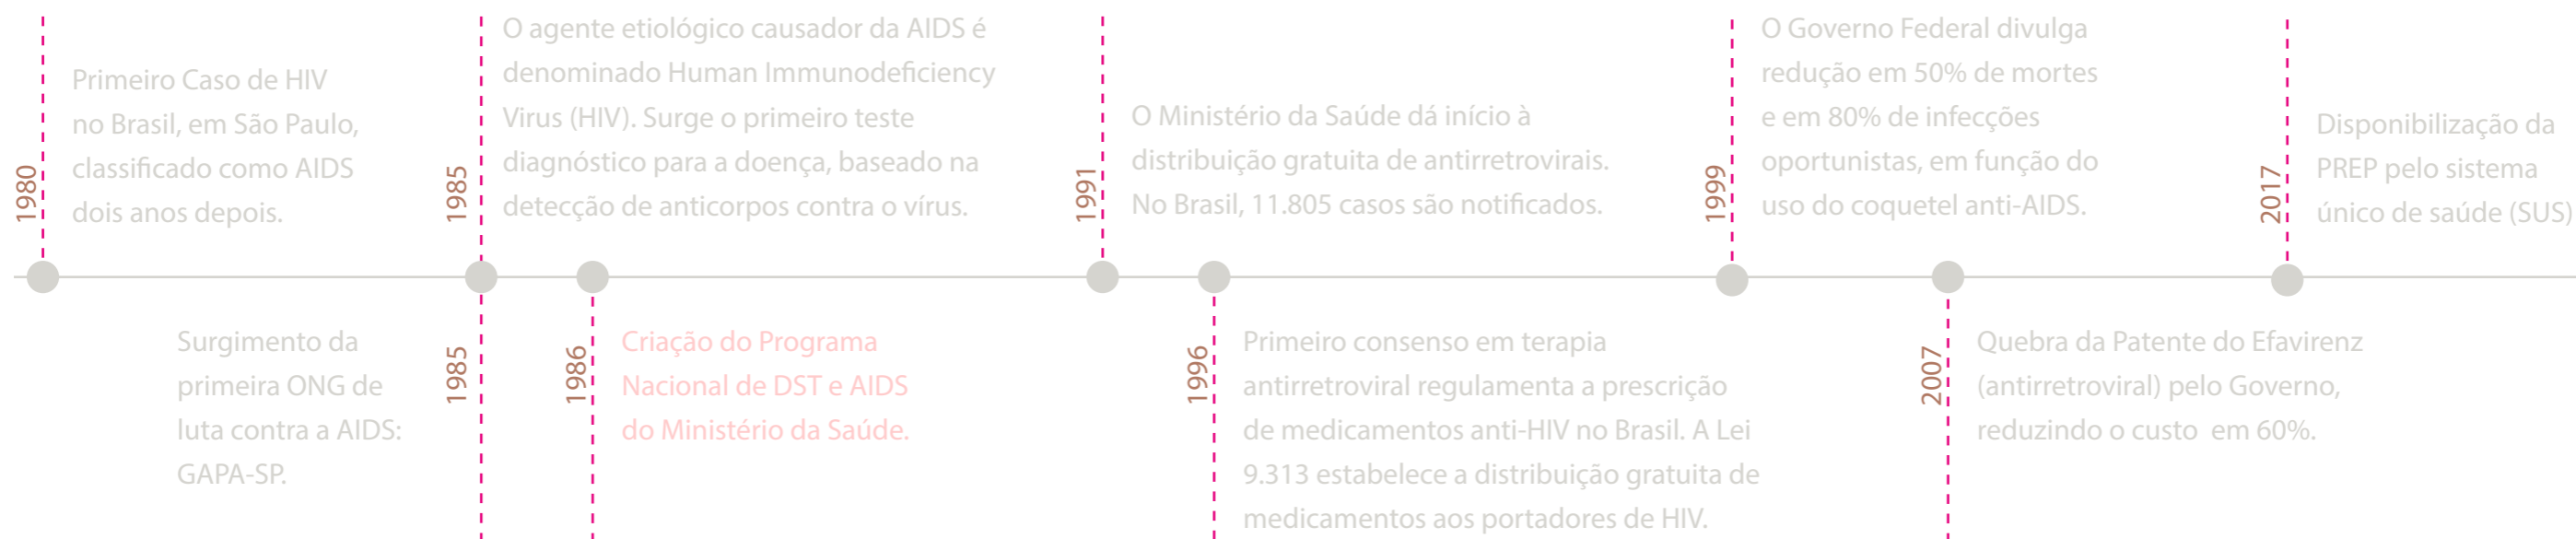 1980
Primeiro Caso de HIV
no Brasil, em São Paulo,
classificado como AIDS
dois anos depois.
1985
O agente etiológico causador da AIDS é
denominado Human Immunodeficiency
Virus (HIV). Surge o primeiro teste
diagnóstico para a doença, baseado na
detecção de anticorpos contra o vírus.
1991
O Ministério da Saúde dá início à
distribuição gratuita de antirretrovirais.
No Brasil, 11.805 casos são notificados.
1999
O Governo Federal divulga
redução em 50% de mortes
e em 80% de infecções
oportunistas, em função do
uso do coquetel anti-AIDS.
2017
Disponibilização da
PREP pelo sistema
único de saúde (SUS)
Surgimento da
primeira ONG de
luta contra a AIDS:
GAPA-SP.
1985
1986
Criação do Programa
Nacional de DST e AIDS
do Ministério da Saúde.
1996
Primeiro consenso em terapia
antirretroviral regulamenta a prescrição
de medicamentos anti-HIV no Brasil. A Lei
9.313 estabelece a distribuição gratuita de
medicamentos aos portadores de HIV.
2007
Quebra da Patente do Efavirenz
(antirretroviral) pelo Governo,
reduzindo o custo  em 60%.